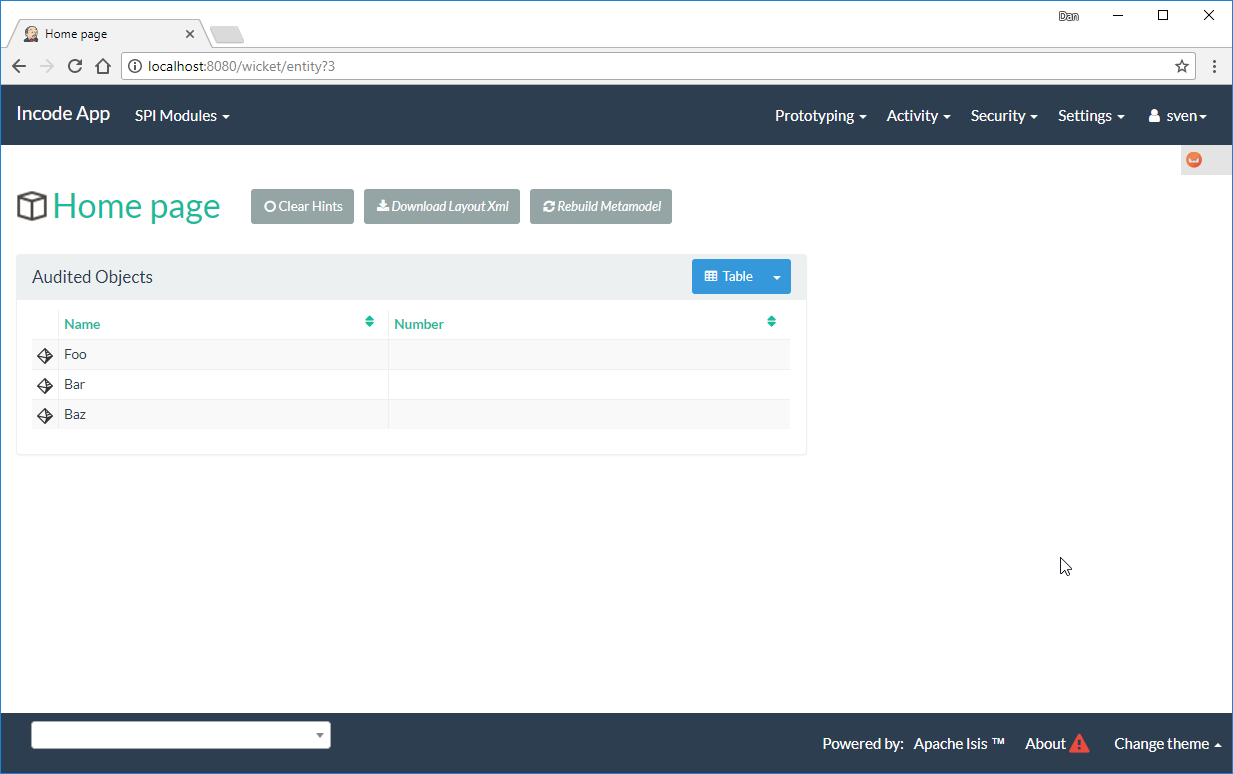 Dan
Home page
localhost:8080/wicket/entity?3
Incode App SPI Modules Prototyping Activity Security Settings sven
Home page Clear Hints Download Layout Xml Rebuild Metamodel
Audited Objects Table
Name Number
Foo
Bar
Baz
Powered by: Apache Isis ™ About Change theme